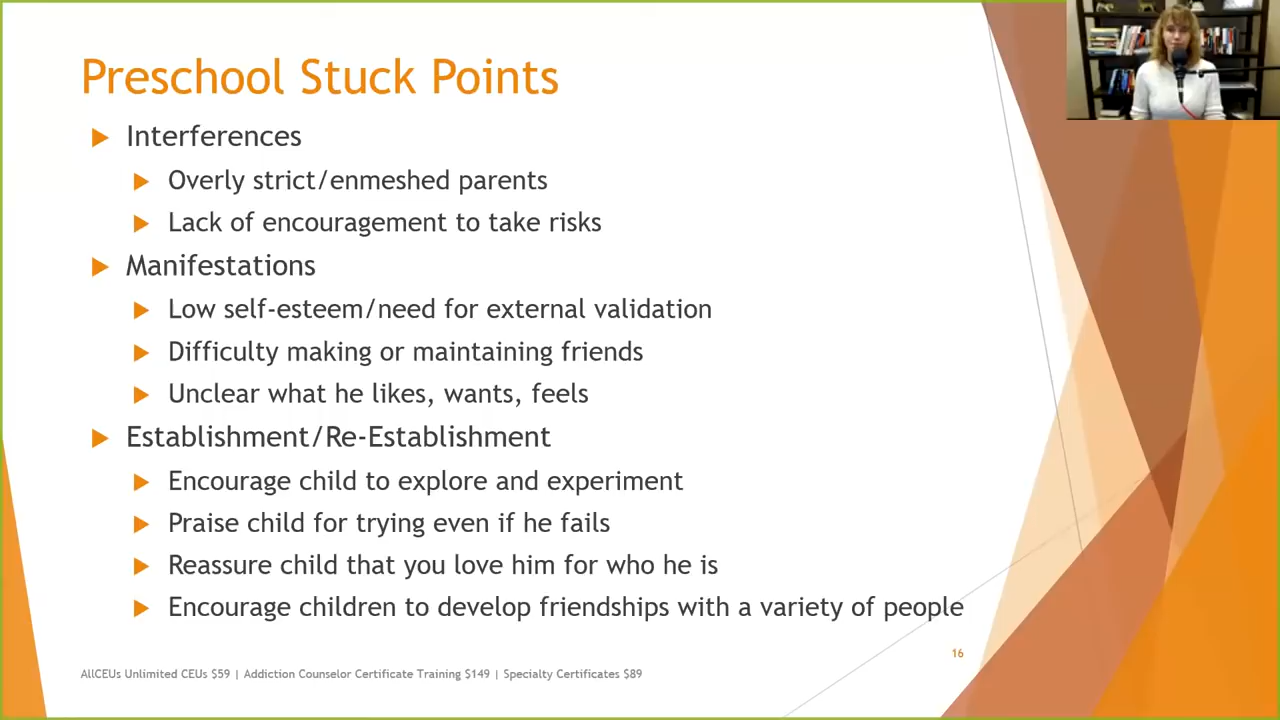 Preschool Stuck Points
Interferences
Overly strict/enmeshed parents
Lack of encouragement to take risks
Manifestations
Low self-esteem/need for external validation
Difficulty making or maintaining friends
Unclear what he likes, wants, feels
Establishment/Re-Establishment
Encourage child to explore and experiment
Praise child for trying even if he fails
Reassure child that you love him for who he is
Encourage children to develop friendships with a variety of people
16
AllCEUs Unlimited CEUs $59 | Addiction Counselor Certificate Training $149 | Specialty Certificates $89